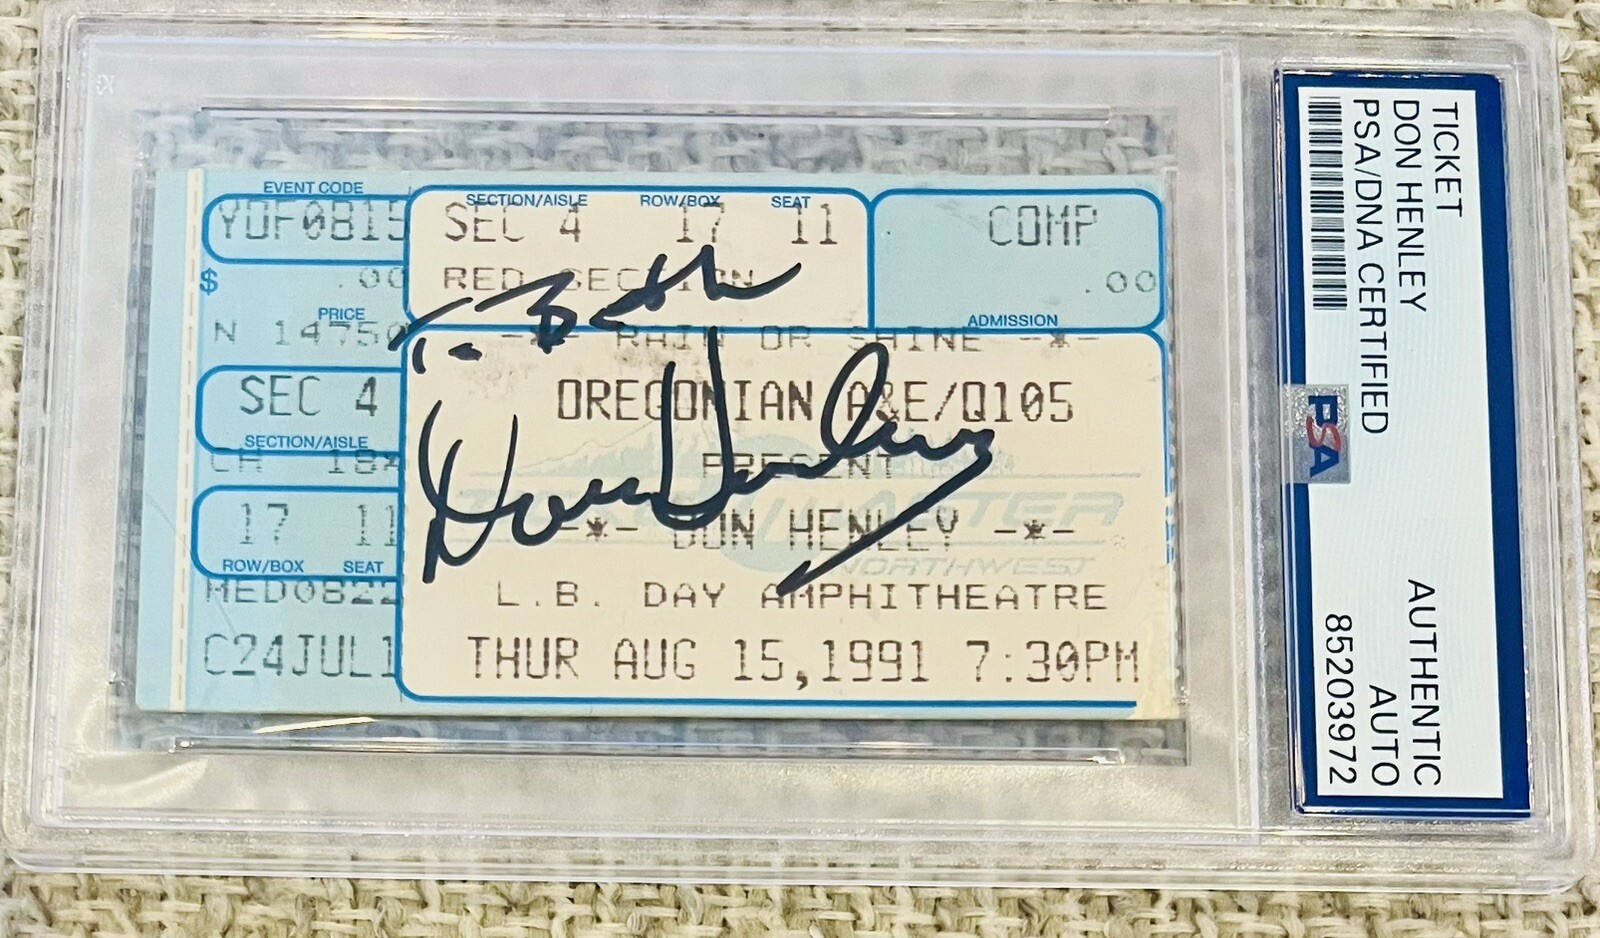 EVENT CODE SECTION/AISLE ROW/BOX SEAT
YOF0815 SEC 4 17 11 COMP
$ .00 RED SECTION .00
PRICE ADMISSION
N 14750 -*- RAIN OR SHINE -*-
To Beth
SEC 4 OREGONIAN A&E/Q105
SECTION/AISLE
PRESENT
Don Henley
17 11 -*- DON HENLEY -*-
NORTHWEST
ROW/BOX SEAT
MED0822 L.B. DAY AMPHITHEATRE
C24JUL1 THUR AUG 15,1991 7:30PM
TICKET
DON HENLEY
PSA/DNA CERTIFIED
AUTHENTIC
AUTO
85203972
PSA